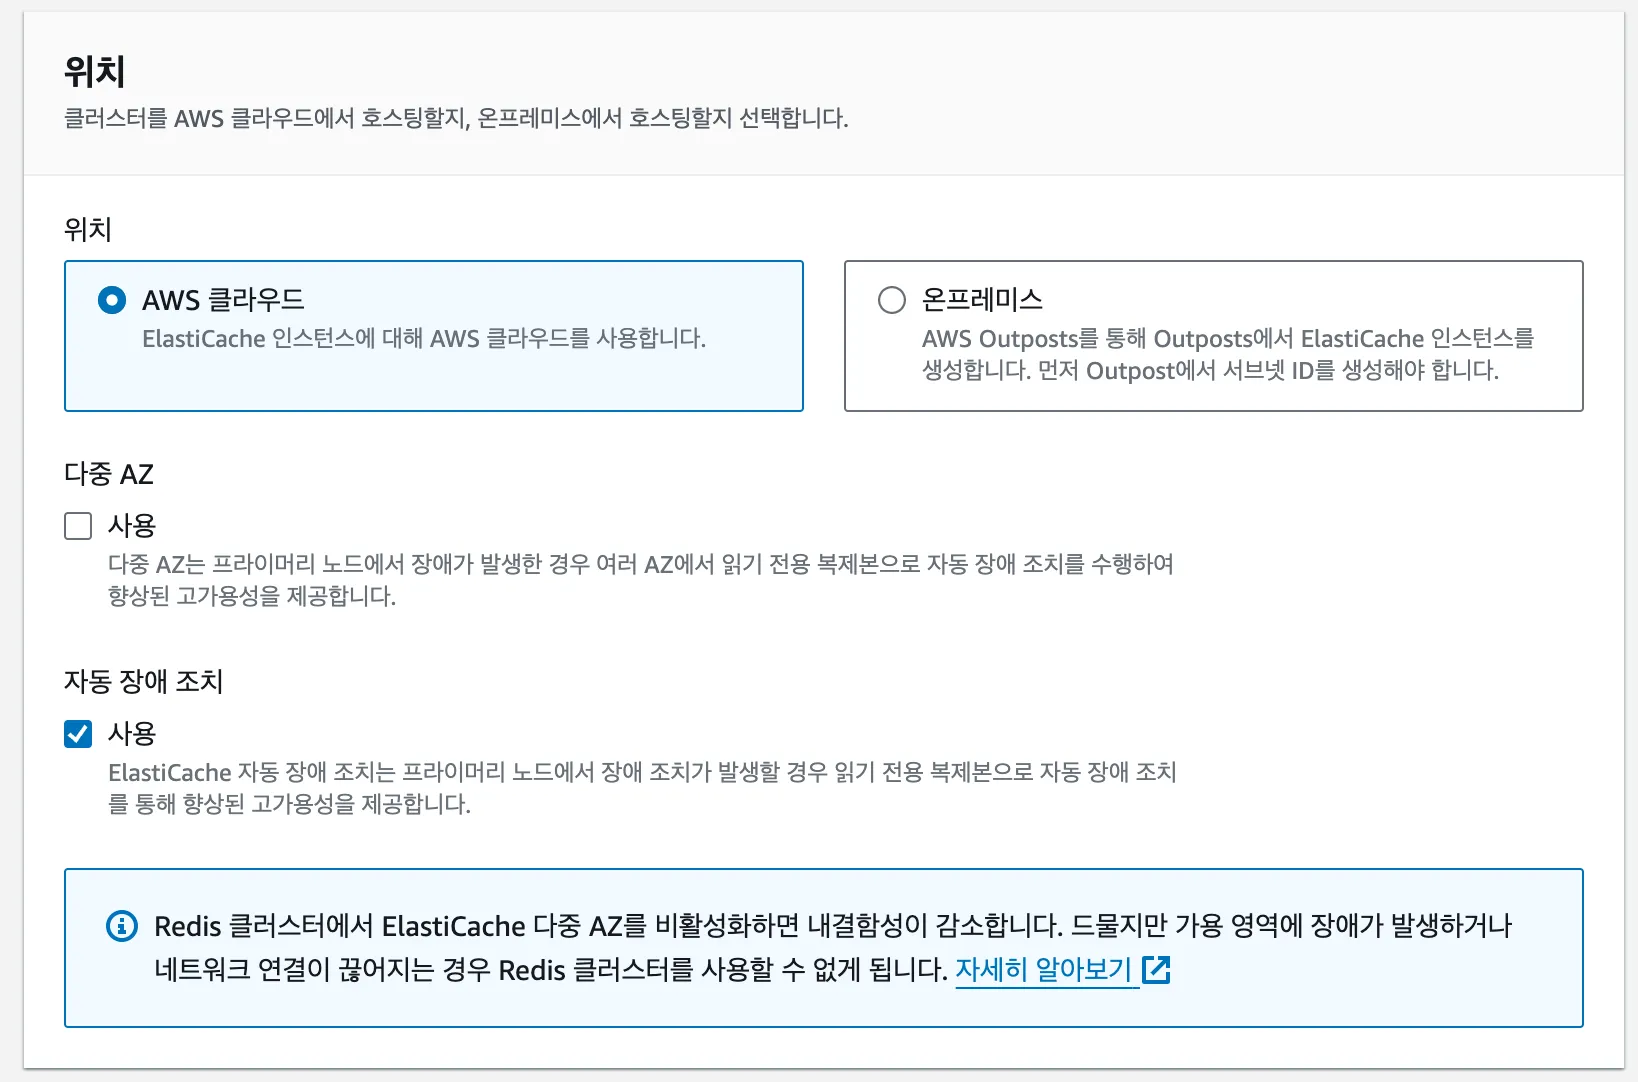 위치
클러스터를 AWS 클라우드에서 호스팅할지, 온프레미스에서 호스팅할지 선택합니다.
위치
AWS 클라우드
ElastiCache 인스턴스에 대해 AWS 클라우드를 사용합니다.
온프레미스
AWS Outposts를 통해 Outposts에서 ElastiCache 인스턴스를
생성합니다. 먼저 Outpost에서 서브넷 ID를 생성해야 합니다.
다중 AZ
사용
다중 AZ는 프라이머리 노드에서 장애가 발생한 경우 여러 AZ에서 읽기 전용 복제본으로 자동 장애 조치를 수행하여
향상된 고가용성을 제공합니다.
자동 장애 조치
사용
ElastiCache 자동 장애 조치는 프라이머리 노드에서 장애 조치가 발생할 경우 읽기 전용 복제본으로 자동 장애 조치
를 통해 향상된 고가용성을 제공합니다.
Redis 클러스터에서 ElastiCache 다중 AZ를 비활성화하면 내결함성이 감소합니다. 드물지만 가용 영역에 장애가 발생하거나
네트워크 연결이 끊어지는 경우 Redis 클러스터를 사용할 수 없게 됩니다. 자세히 알아보기